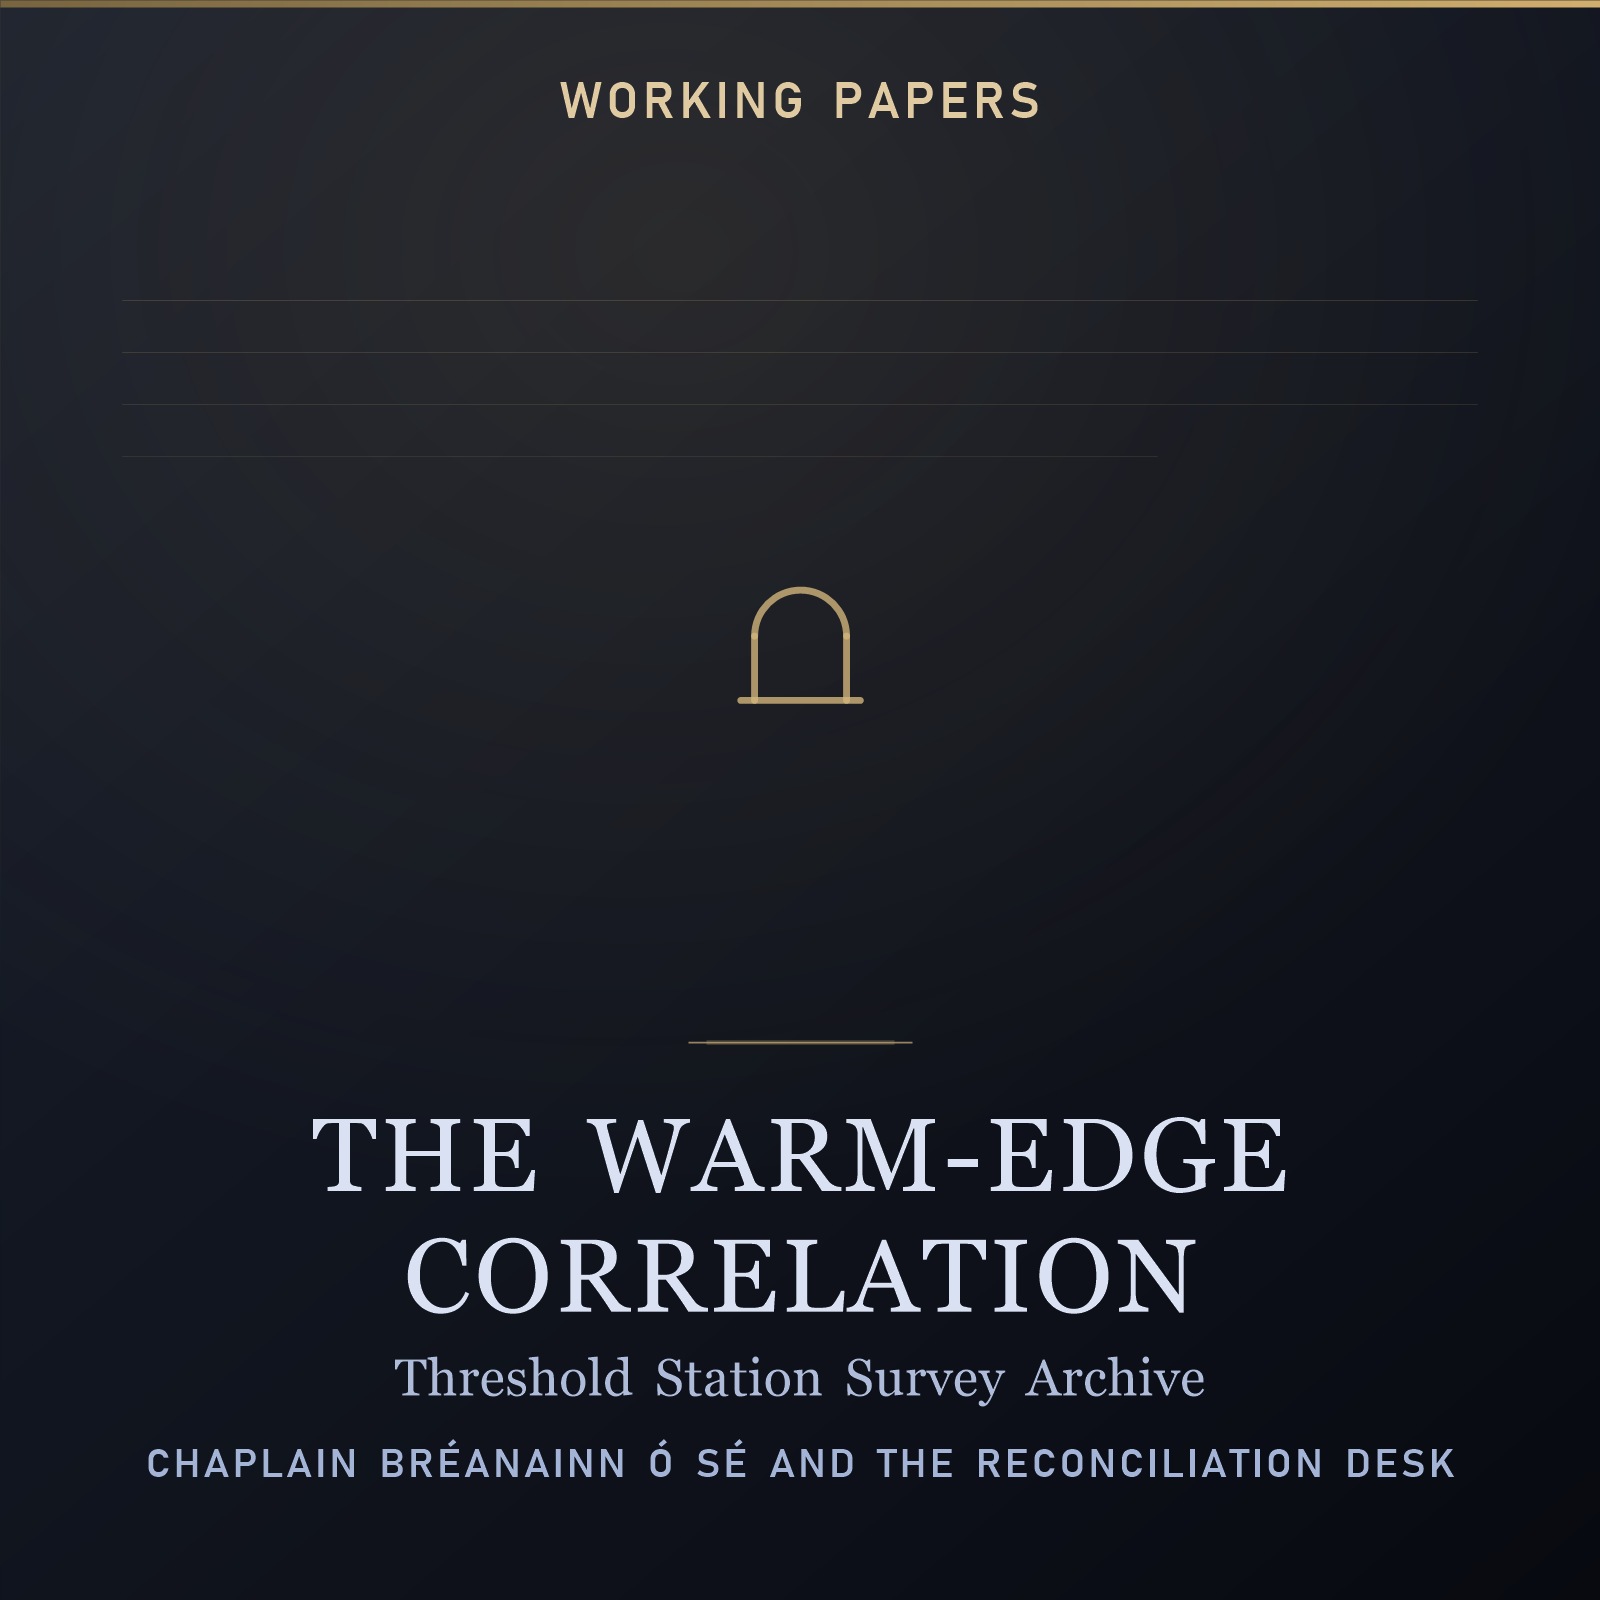 WORKING PAPERS
THE WARM-EDGE
CORRELATION
Threshold Station Survey Archive
CHAPLAIN BRÉANAINN Ó SÉ AND THE RECONCILIATION DESK